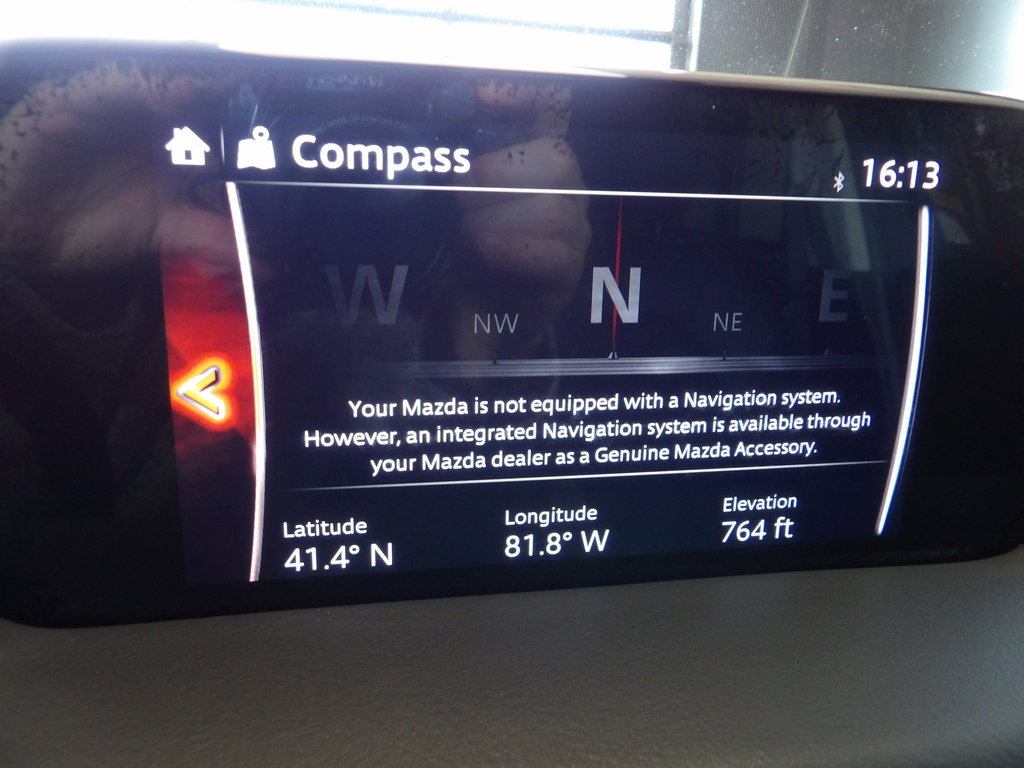 Compass
16:13
W NW N NE E
Your Mazda is not equipped with a Navigation system.
However, an integrated Navigation system is available through
your Mazda dealer as a Genuine Mazda Accessory.
Latitude Longitude Elevation
41.4° N 81.8° W 764 ft